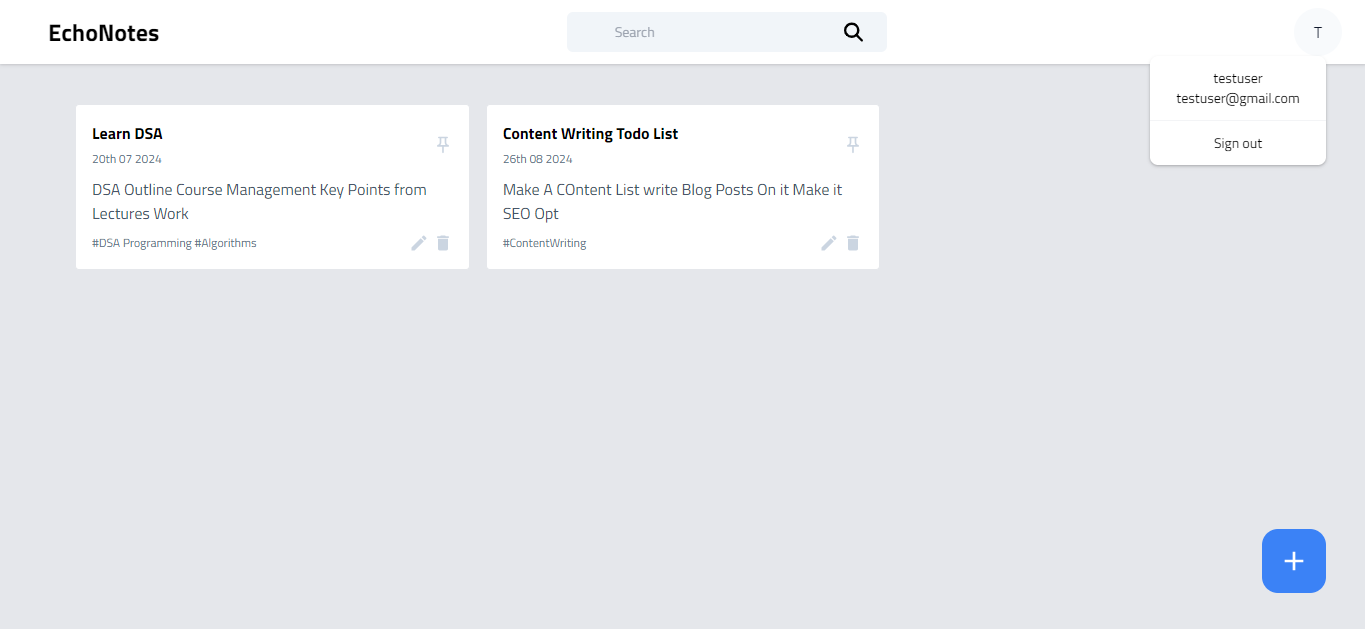 EchoNotes
Search
T
testuser
testuser@gmail.com
Sign out
Learn DSA
20th 07 2024
DSA Outline Course Management Key Points from
Lectures Work
#DSA Programming #Algorithms
Content Writing Todo List
26th 08 2024
Make A COntent List write Blog Posts On it Make it
SEO Opt
#ContentWriting